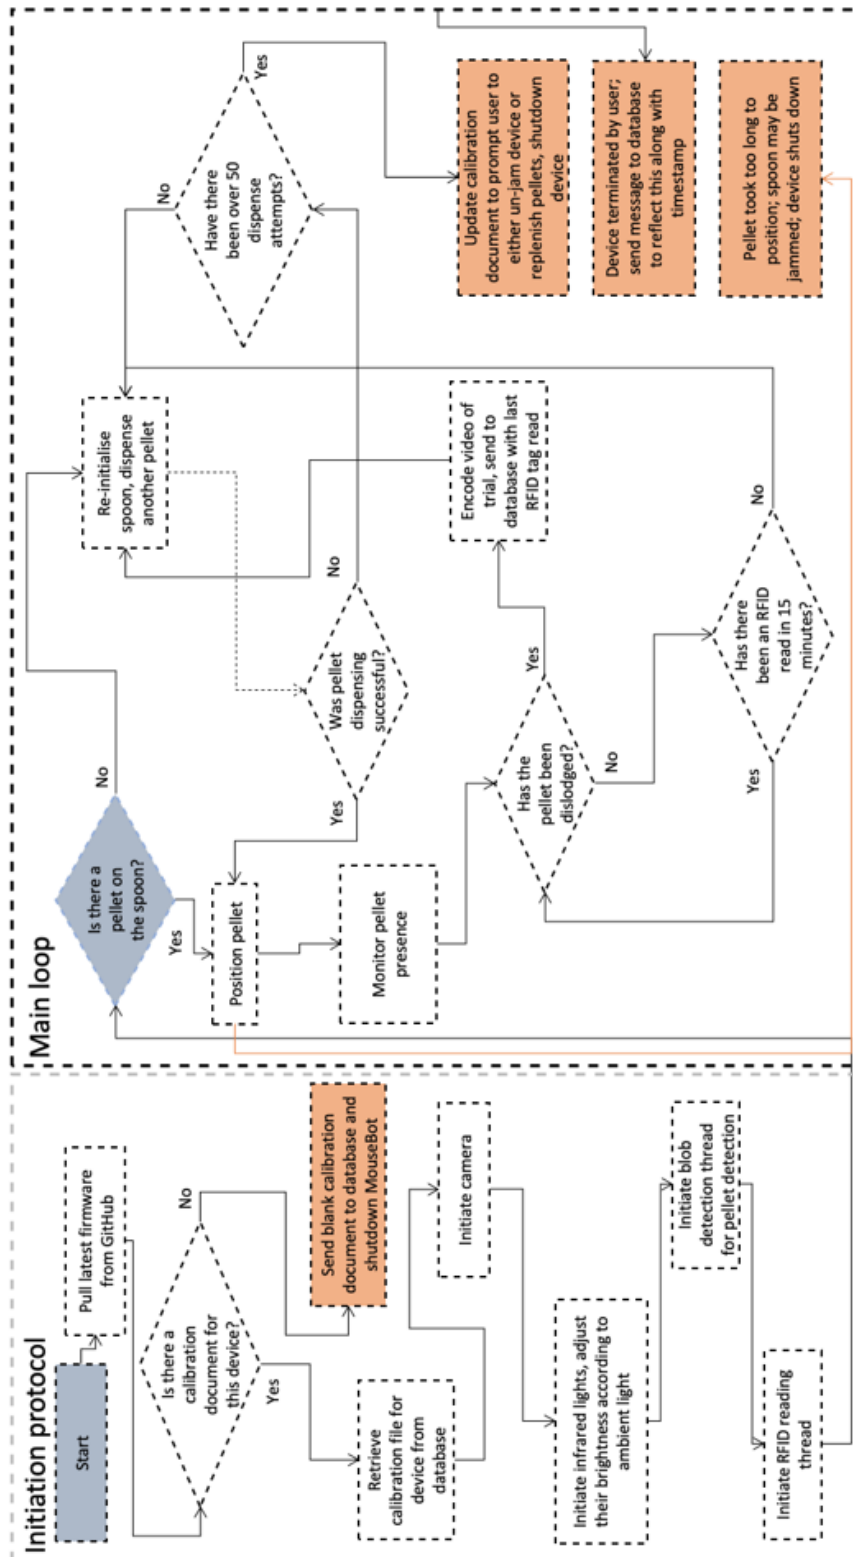 Initiation protocol
Start
Pull latest firmware
from GitHub
Is there a
calibration
document for
this device?
No
Yes
Send blank calibration
document to database and
shutdown MouseBot
Retrieve
calibration file for
device from
database
Initiate camera
Initiate infrared lights, adjust
their brightness according to
ambient light
Initiate blob
detection thread
for pellet detection
Initiate RFID reading
thread
Main loop
Is there a
pellet on
the spoon?
No
Yes
Position pellet
Monitor pellet
presence
Re-initialise
spoon, dispense
another pellet
Was pellet
dispensing
successful?
Yes
No
Have there
been over 50
dispense
attempts?
No
Yes
Has the
pellet been
dislodged?
Yes
No
Encode video of
trial, send to
database with last
RFID tag read
Has there
been an RFID
read in 15
minutes?
Yes
No
Update calibration
document to prompt user to
either un-jam device or
replenish pellets, shutdown
device
Device terminated by user;
send message to database
to reflect this along with
timestamp
Pellet took too long to
position; spoon may be
jammed; device shuts down